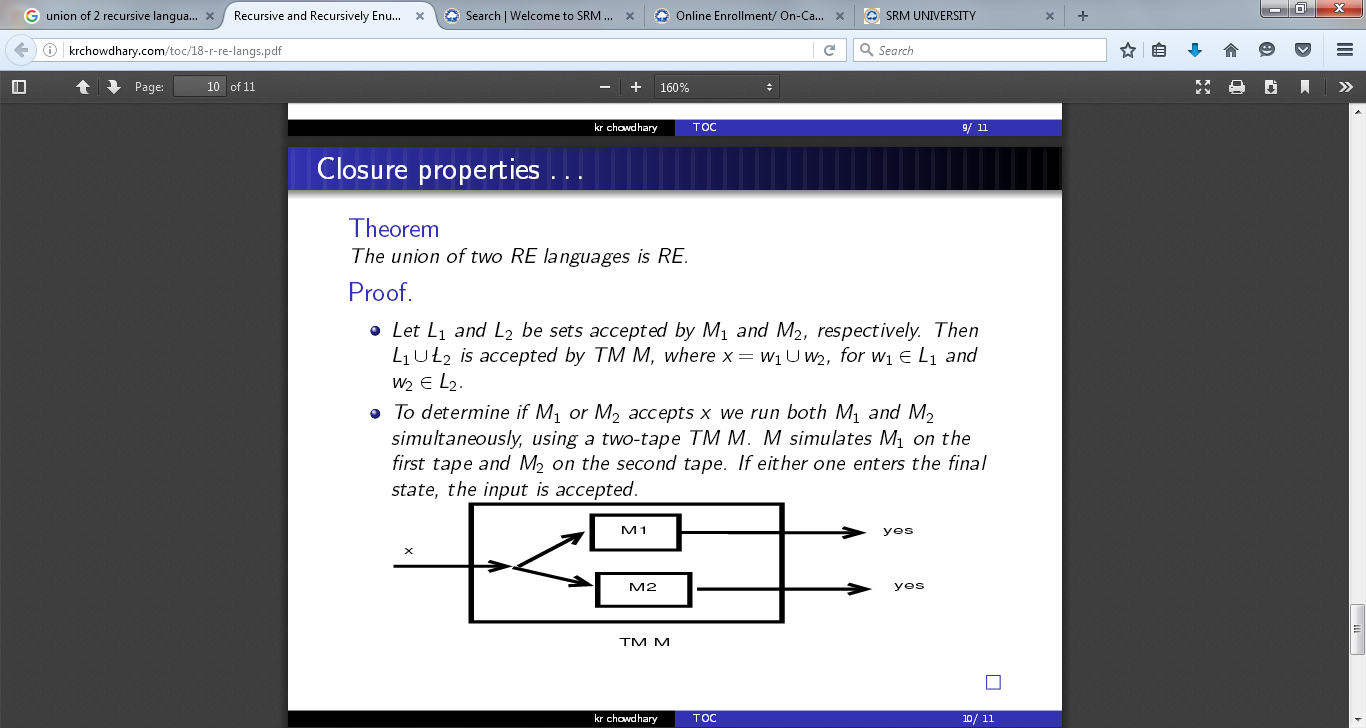 union of 2 recursive langua...
Recursive and Recursively Enu...
Search | Welcome to SRM ...
Online Enrollment/ On-Ca...
SRM UNIVERSITY
krchowdhary.com/toc/18-r-re-langs.pdf
Search
Page: 10 of 11
160%
kr chowdhary TOC 9/ 11
Closure properties . . .
Theorem
The union of two RE languages is RE.
Proof.
Let L₁ and L₂ be sets accepted by M₁ and M₂, respectively. Then
L₁ ∪ Ł₂ is accepted by TM M, where x = w₁ ∪ w₂, for w₁ ∈ L₁ and
w₂ ∈ L₂.
To determine if M₁ or M₂ accepts x we run both M₁ and M₂
simultaneously, using a two-tape TM M. M simulates M₁ on the
first tape and M₂ on the second tape. If either one enters the final
state, the input is accepted.
M1
yes
x
M2
yes
TM M
kr chowdhary TOC 10/ 11